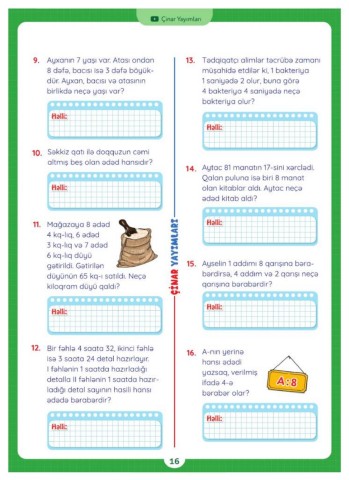 Çınar Yayımları
9. Ayxanın 7 yaşı var. Atası ondan
8 dəfə, bacısı isə 3 dəfə böyük-
dür. Ayxan, bacısı və atasının
birlikdə neçə yaşı var?
Həlli:
10. Səkkiz qatı ilə doqquzun cəmi
altmış beş olan ədəd hansıdır?
Həlli:
11. Mağazaya 8 ədəd
4 kq-lıq, 6 ədəd
3 kq-lıq və 7 ədəd
6 kq-lıq düyü
gətirildi. Gətirilən
düyünün 65 kq-ı satıldı. Neçə
kiloqram düyü qaldı?
Həlli:
12. Bir fəhlə 4 saata 32, ikinci fəhlə
isə 3 saata 24 detal hazırlayır.
I fəhlənin 1 saatda hazırladığı
detalla II fəhlənin 1 saatda hazır-
ladığı detal sayının hasili hansı
ədədə bərabərdir?
Həlli:
ÇINAR YAYIMLARI
13. Tədqiqatçı alimlər təcrübə zamanı
müşahidə etdilər ki, 1 bakteriya
1 saniyədə 2 olur, buna görə
4 bakteriya 4 saniyədə neçə
bakteriya olur?
Həlli:
14. Aytac 81 manatın 17-sini xərclədi.
Qalan puluna isə biri 8 manat
olan kitablar aldı. Aytac neçə
ədəd kitab aldı?
Həlli:
15. Ayselin 1 addımı 8 qarışına bəra-
bərdirsə, 4 addım və 2 qarışı neçə
qarışına bərabərdir?
Həlli:
16. A-nın yerinə
hansı ədədi
yazsaq, verilmiş
ifadə 4-ə
bərabər olar?
A:8
Həlli:
16